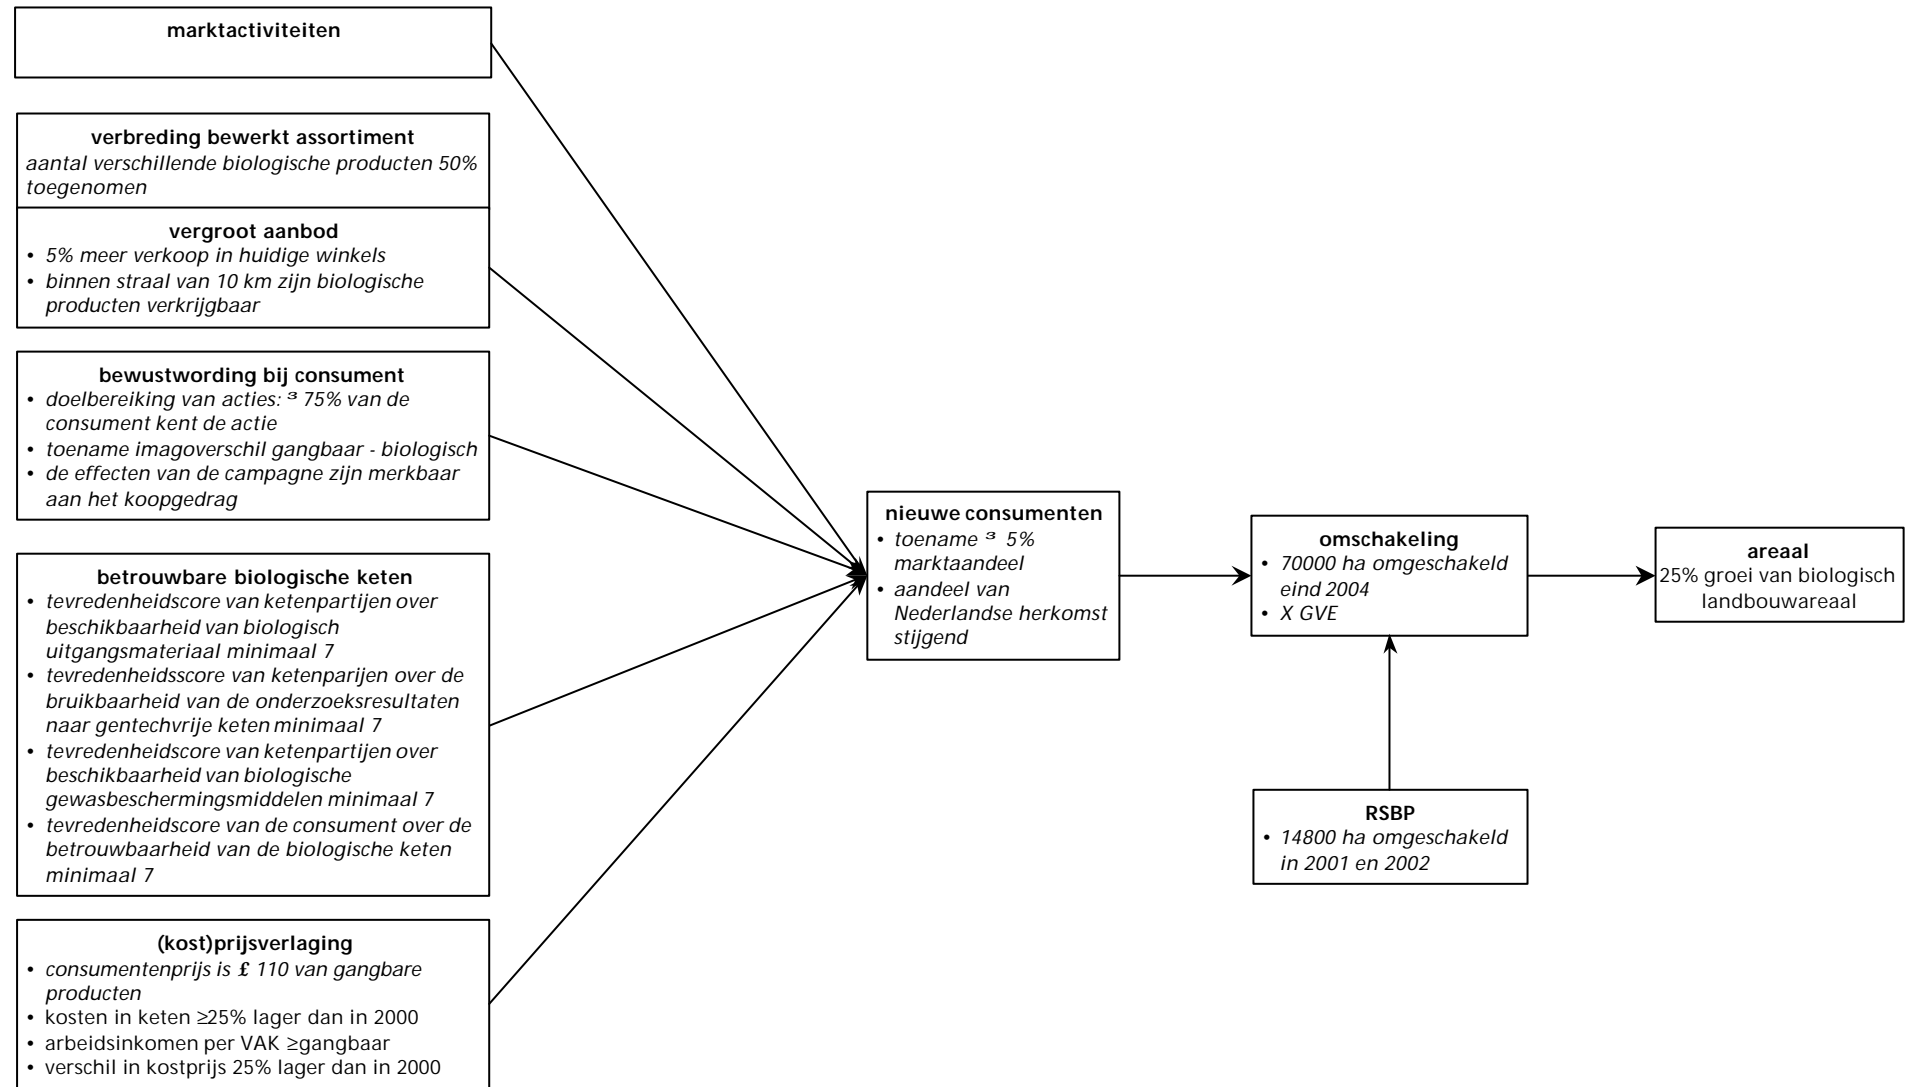 marktactiviteiten
verbreding bewerkt assortiment
aantal verschillende biologische producten 50%
toegenomen
vergroot aanbod
• 5% meer verkoop in huidige winkels
• binnen straal van 10 km zijn biologische
producten verkrijgbaar
bewustwording bij consument
• doelbereiking van acties: ³ 75% van de
consument kent de actie
• toename imagoverschil gangbaar - biologisch
• de effecten van de campagne zijn merkbaar
aan het koopgedrag
betrouwbare biologische keten
• tevredenheidscore van ketenpartijen over
beschikbaarheid van biologisch
uitgangsmateriaal minimaal 7
• tevredenheidsscore van ketenparijen over de
bruikbaarheid van de onderzoeksresultaten
naar gentechvrije keten minimaal 7
• tevredenheidscore van ketenpartijen over
beschikbaarheid van biologische
gewasbeschermingsmiddelen minimaal 7
• tevredenheidscore van de consument over de
betrouwbaarheid van de biologische keten
minimaal 7
(kost)prijsverlaging
• consumentenprijs is £ 110 van gangbare
producten
• kosten in keten ≥25% lager dan in 2000
• arbeidsinkomen per VAK ≥gangbaar
• verschil in kostprijs 25% lager dan in 2000
nieuwe consumenten
• toename ³ 5%
marktaandeel
• aandeel van
Nederlandse herkomst
stijgend
omschakeling
• 70000 ha omgeschakeld
eind 2004
• X GVE
RSBP
• 14800 ha omgeschakeld
in 2001 en 2002
areaal
25% groei van biologisch
landbouwareaal